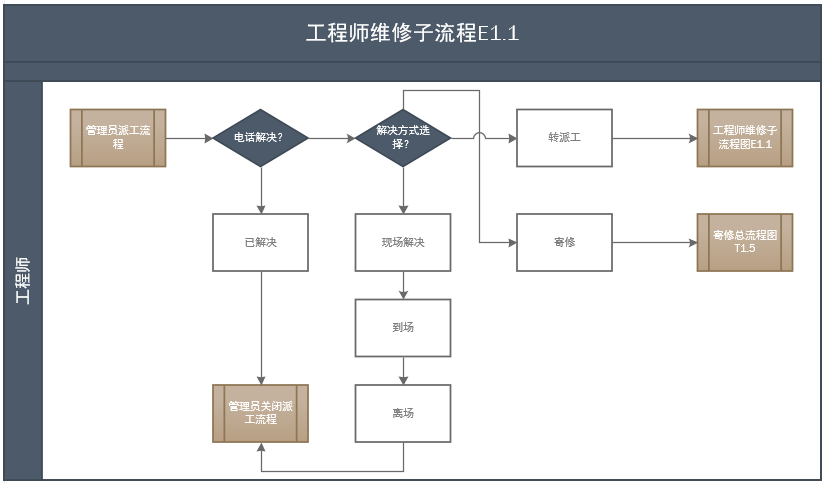 工程师维修子流程E1.1
工程师
管理员派工流
程
电话解决?
解决方式选
择?
转派工
工程师维修子
流程图E1.1
已解决
现场解决
寄修
寄修总流程图
T1.5
到场
管理员关闭派
工流程
离场